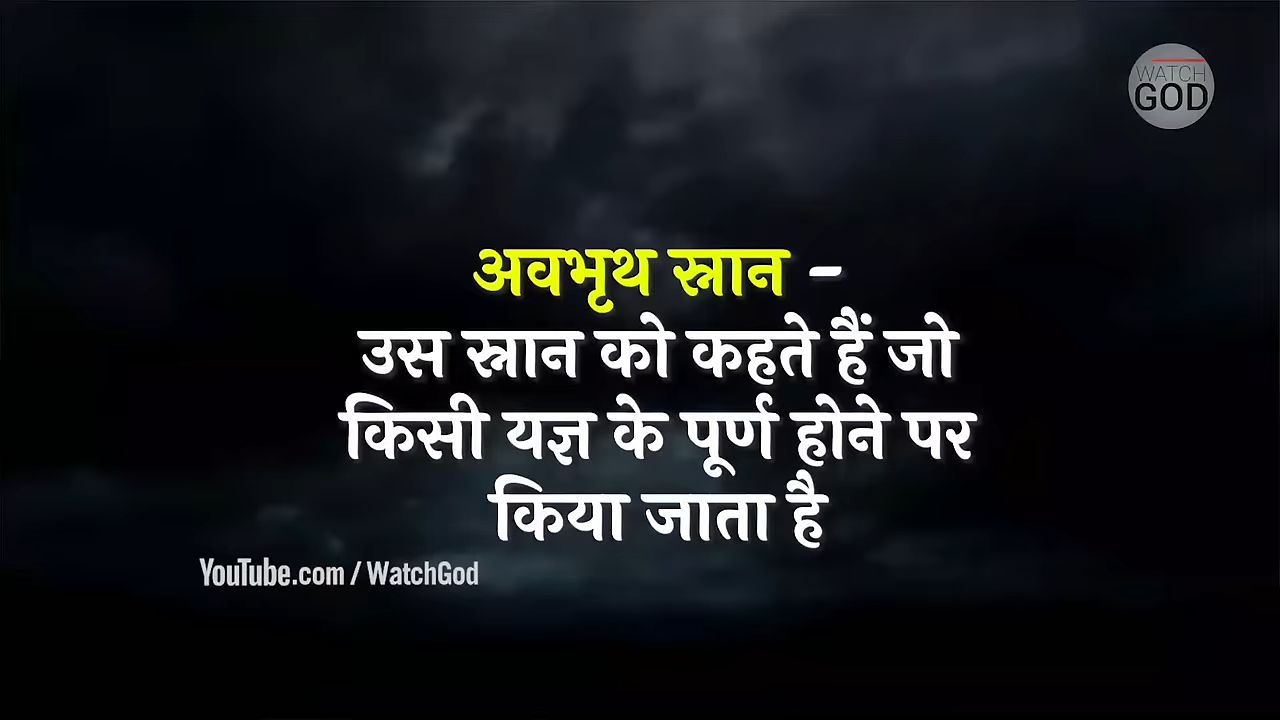 WATCH
GOD
अवभृथ स्नान -
उस स्नान को कहते हैं जो
किसी यज्ञ के पूर्ण होने पर
किया जाता है
YouTube.com / WatchGod